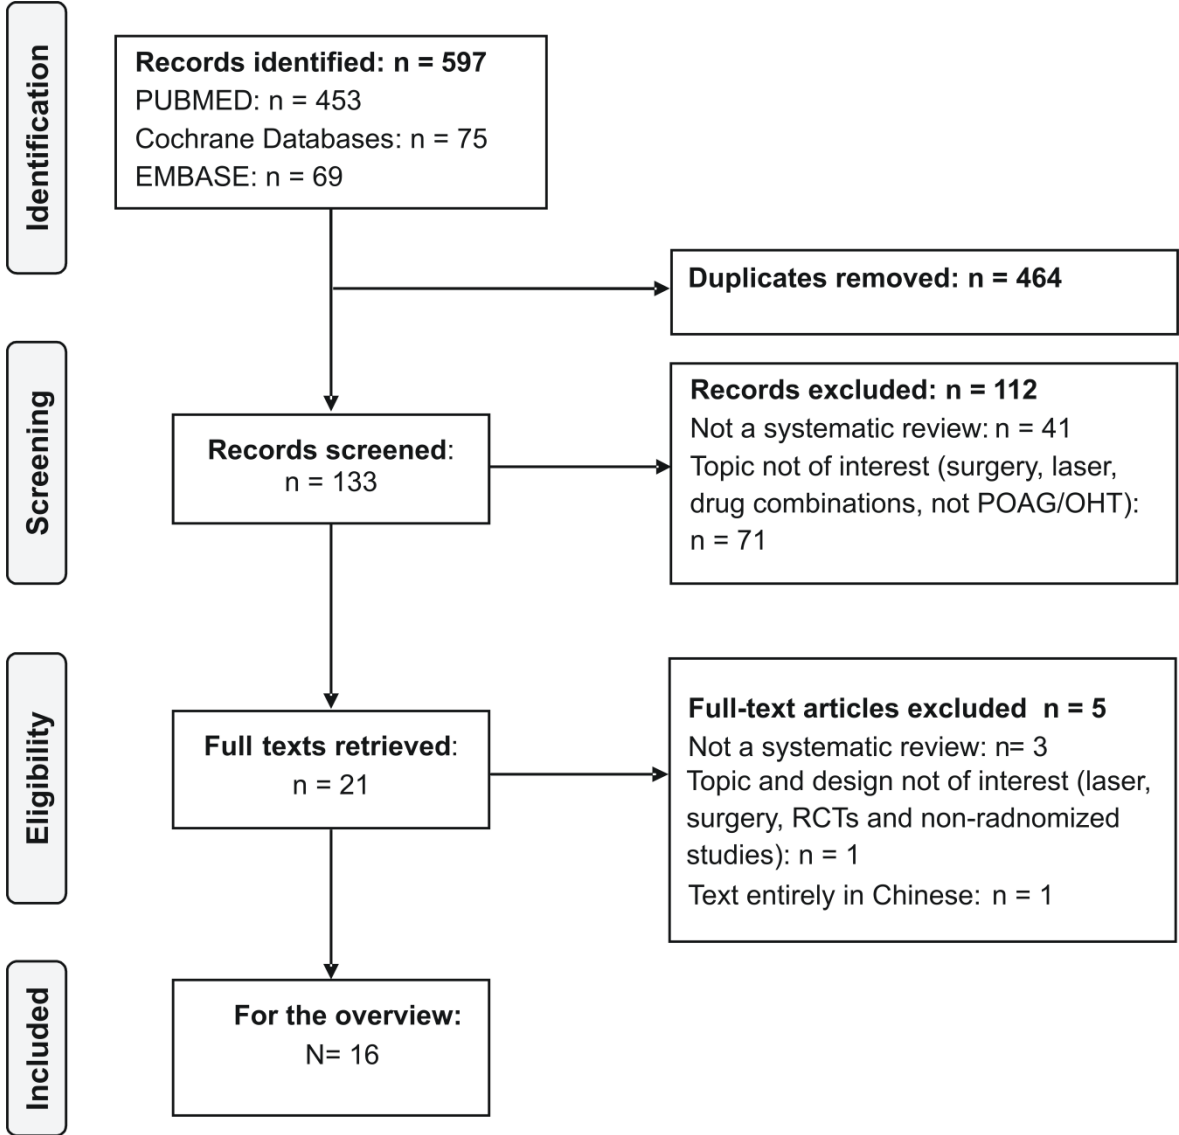 Identification
Records identified: n = 597
PUBMED: n = 453
Cochrane Databases: n = 75
EMBASE: n = 69
Duplicates removed: n = 464
Screening
Records screened:
n = 133
Records excluded: n = 112
Not a systematic review: n = 41
Topic not of interest (surgery, laser,
drug combinations, not POAG/OHT):
n = 71
Eligibility
Full texts retrieved:
n = 21
Full-text articles excluded n = 5
Not a systematic review: n= 3
Topic and design not of interest (laser,
surgery, RCTs and non-radnomized
studies): n = 1
Text entirely in Chinese: n = 1
Included
For the overview:
N= 16